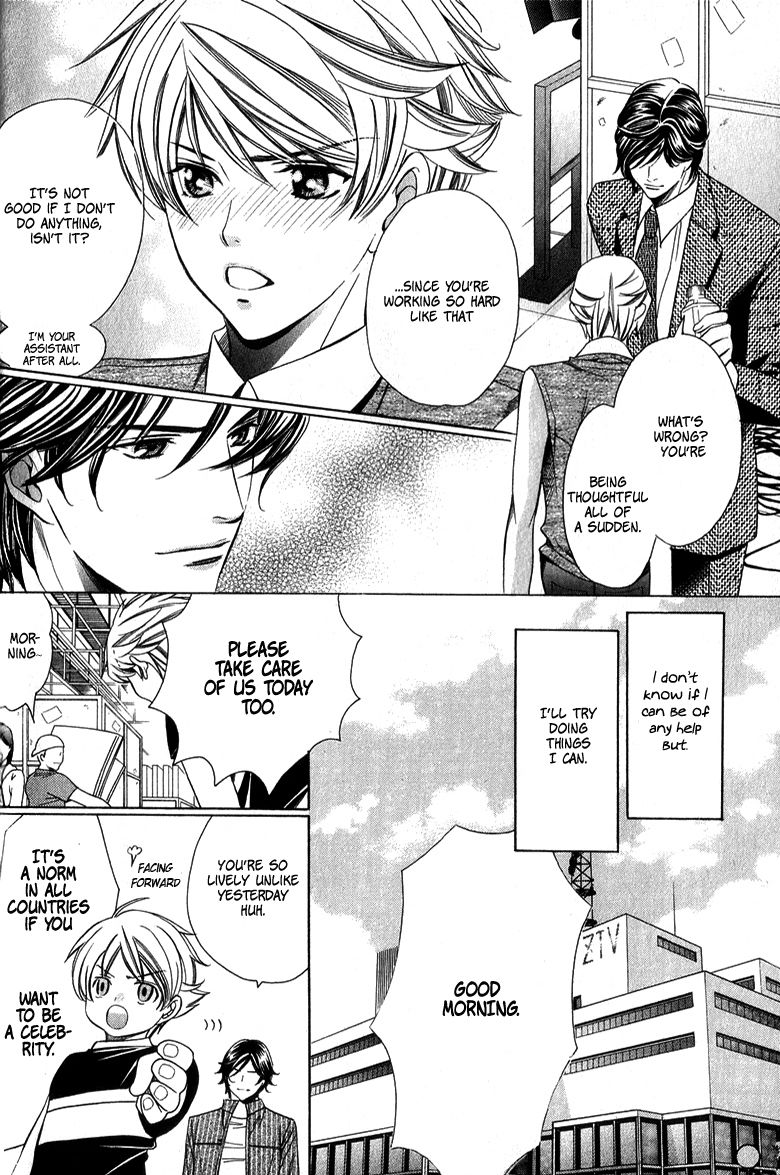 WHAT'S
WRONG?
YOU'RE
BEING
THOUGHTFUL
ALL OF
A SUDDEN.
...SINCE YOU'RE
WORKING SO HARD
LIKE THAT
IT'S NOT
GOOD IF I DON'T
DO ANYTHING,
ISN'T IT?
I'M YOUR
ASSISTANT
AFTER ALL.
I don't
know if I
can be of
any help
But.
I'LL TRY
DOING
THINGS
I CAN.
ZTV
GOOD
MORNING.
PLEASE
TAKE CARE
OF US TODAY
TOO.
MOR-
NING~
YOU'RE SO
LIVELY UNLIKE
YESTERDAY
HUH.
FACING
FORWARD
IT'S
A NORM
IN ALL
COUNTRIES
IF YOU
WANT
TO BE
A CELEB-
RITY.